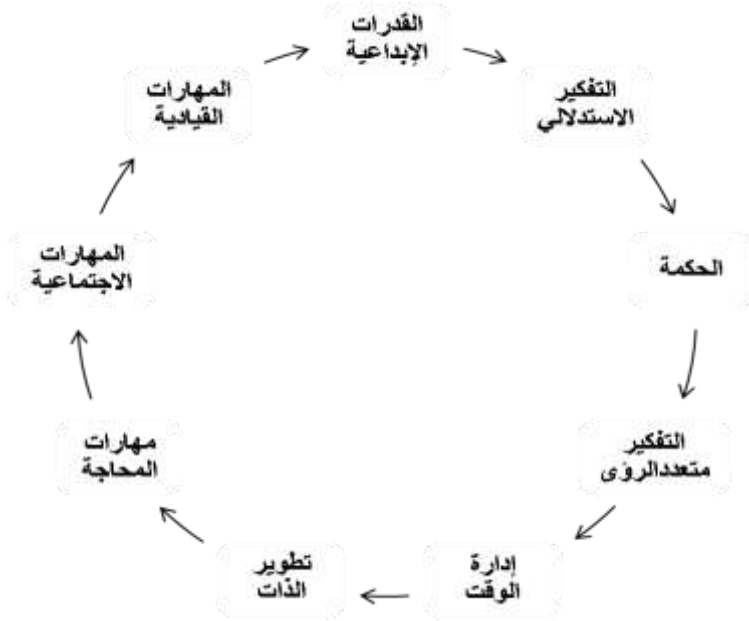 القدرات
الإبداعية
التفكير
الاستدلالي
الحكمة
التفكير
متعددالرؤى
إدارة
الوقت
تطوير
الذات
مهارات
المحاجة
المهارات
الاجتماعية
المهارات
القيادية